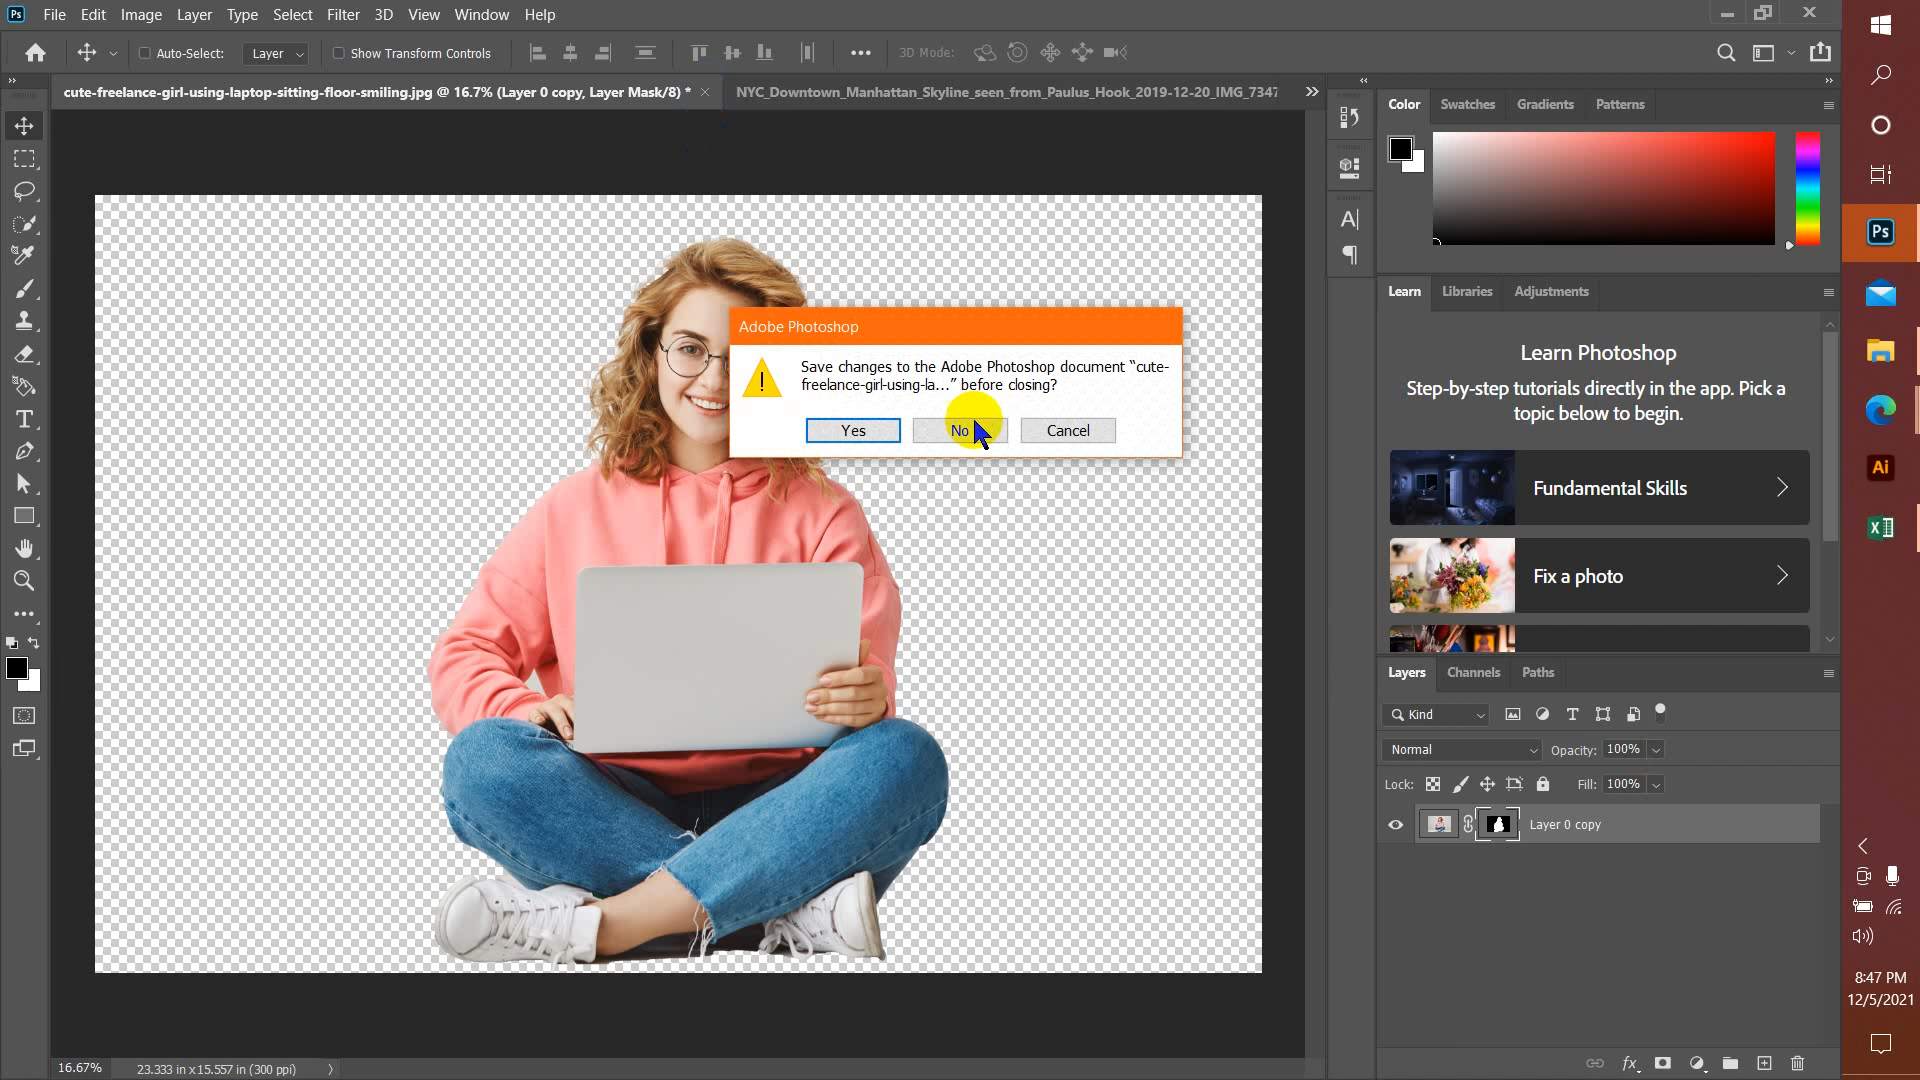 Ps File Edit Image Layer Type Select Filter 3D View Window Help
Auto-Select: Layer Show Transform Controls 3D Mode:
cute-freelance-girl-using-laptop-sitting-floor-smiling.jpg @ 16.7% (Layer 0 copy, Layer Mask/8) *
NYC_Downtown_Manhattan_Skyline_seen_from_Paulus_Hook_2019-12-20_IMG_7347
Color Swatches Gradients Patterns
Ps
Learn Libraries Adjustments
Adobe Photoshop
Save changes to the Adobe Photoshop document “cute-
freelance-girl-using-la...” before closing?
Yes No Cancel
Learn Photoshop
Step-by-step tutorials directly in the app. Pick a
topic below to begin.
Fundamental Skills
Fix a photo
Ai
Layers Channels Paths
Kind
Normal Opacity: 100%
Lock: Fill: 100%
Layer 0 copy
8:47 PM
12/5/2021
16.67% 23.333 in x 15.557 in (300 ppi)
fx